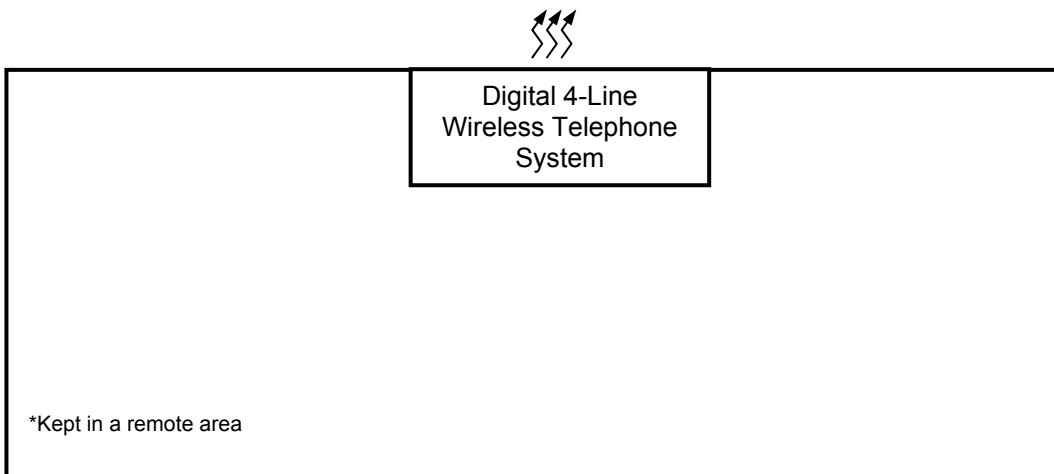 Digital 4-Line
Wireless Telephone
System
*Kept in a remote area